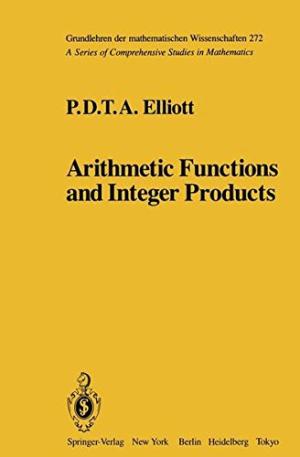 Grundlehren der mathematischen Wissenschaften 272
A Series of Comprehensive Studies in Mathematics
P.D.T.A. Elliott
Arithmetic Functions
and Integer Products
Springer-Verlag New York Berlin Heidelberg Tokyo